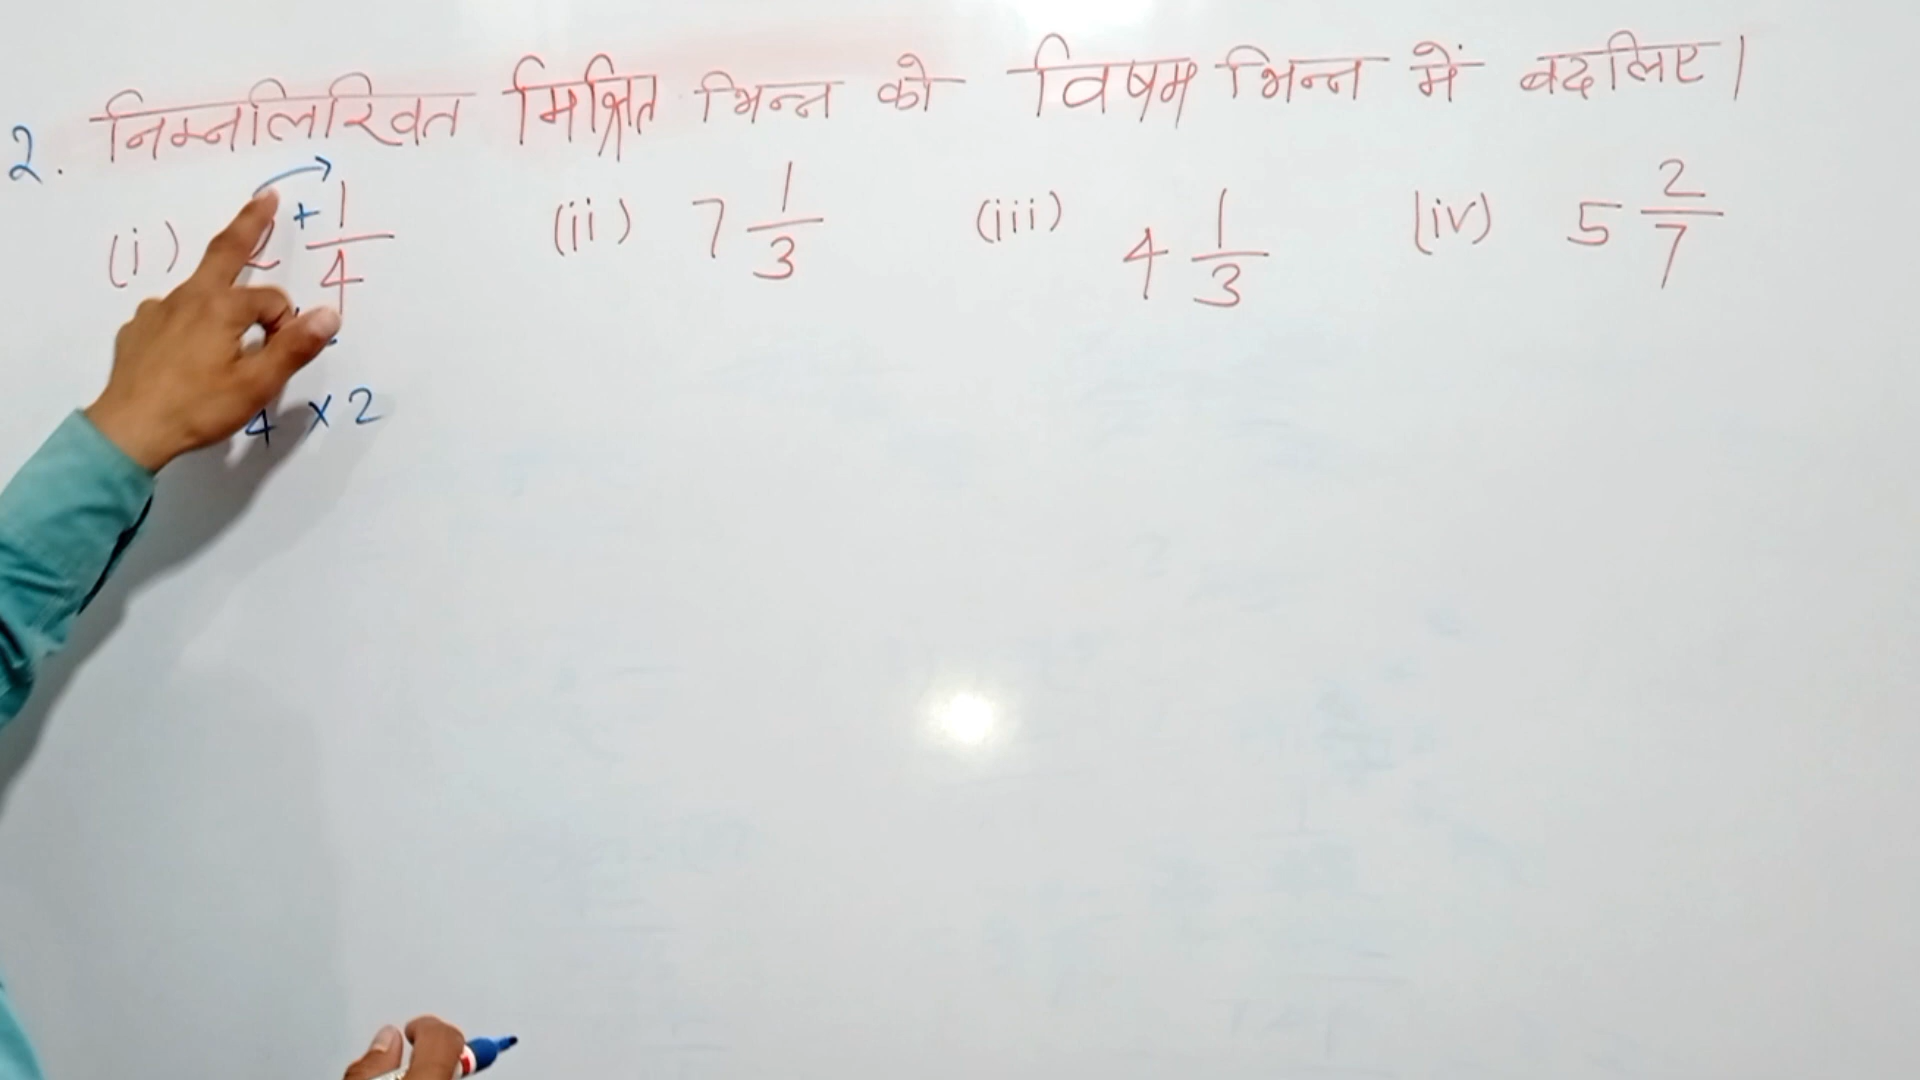 2. निम्नलिखित मिश्रित भिन्न को विषम भिन्न में बदलिए।
(i) 2 + 1/4 (ii) 7 1/3 (iii) 4 1/3 (iv) 5 2/7
4 × 2